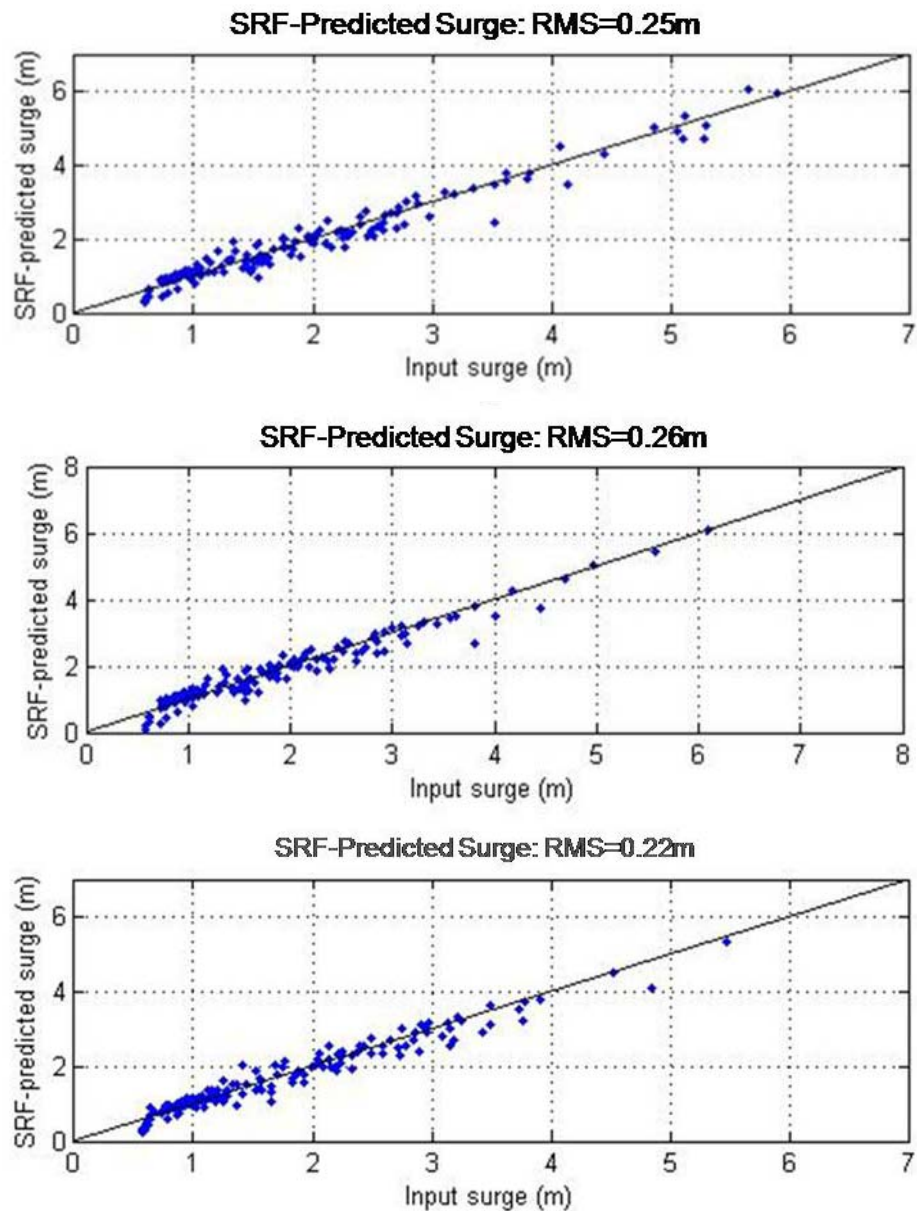 SRF-Predicted Surge: RMS=0.25m
SRF-predicted surge (m)
6
4
2
0
0 1 2 3 4 5 6 7
Input surge (m)
SRF-Predicted Surge: RMS=0.26m
SRF-predicted surge (m)
8
6
4
2
0
0 1 2 3 4 5 6 7 8
Input surge (m)
SRF-Predicted Surge: RMS=0.22m
SRF-predicted surge (m)
6
4
2
0
0 1 2 3 4 5 6 7
Input surge (m)